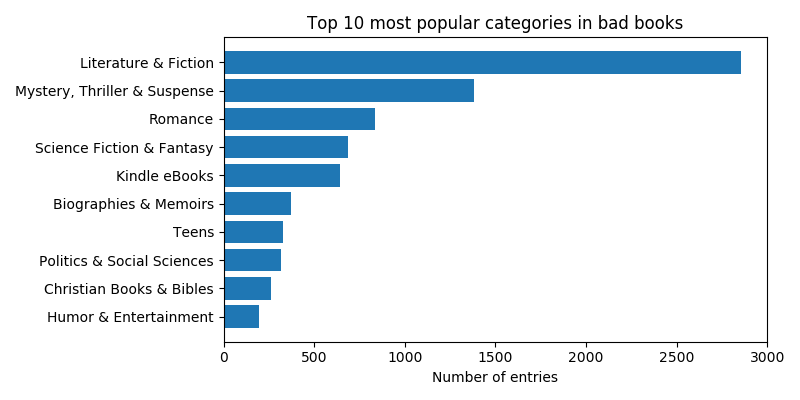 Top 10 most popular categories in bad books
Literature & Fiction
Mystery, Thriller & Suspense
Romance
Science Fiction & Fantasy
Kindle eBooks
Biographies & Memoirs
Teens
Politics & Social Sciences
Christian Books & Bibles
Humor & Entertainment
0 500 1000 1500 2000 2500 3000
Number of entries